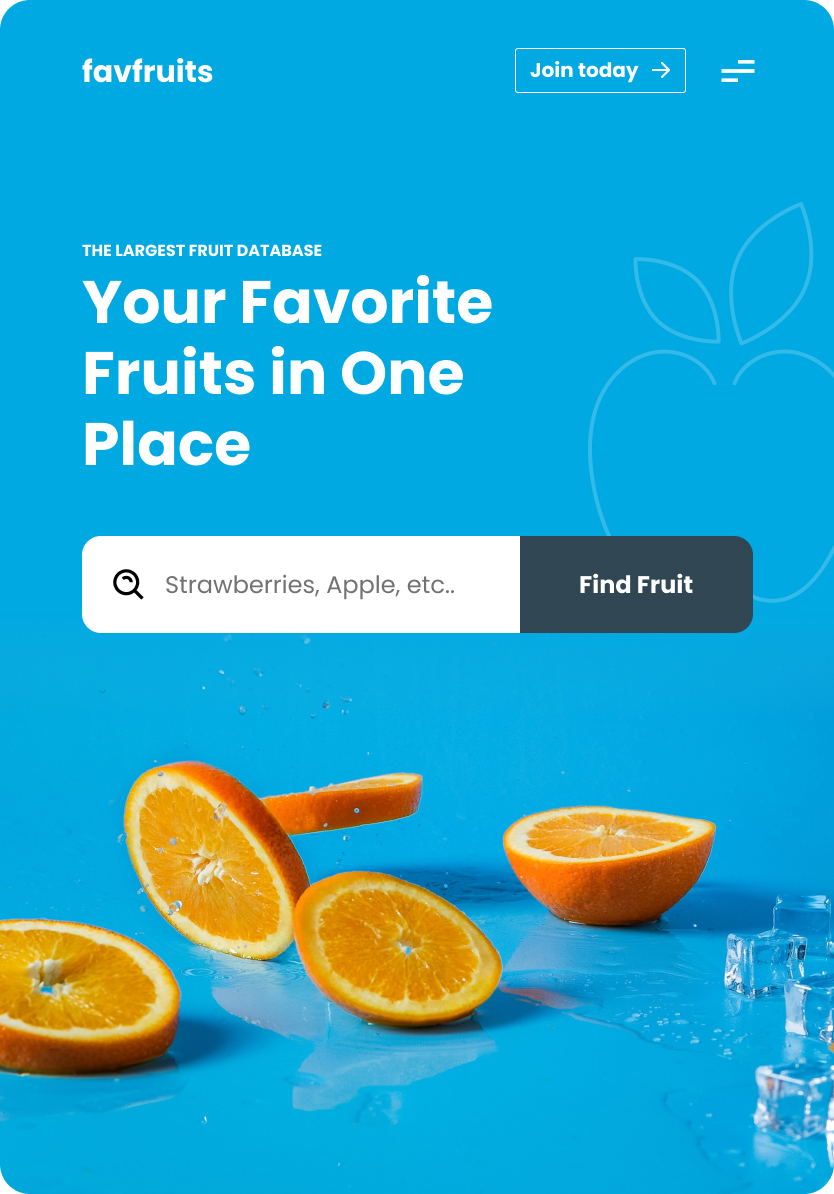 favfruits
Join today
THE LARGEST FRUIT DATABASE
Your Favorite
Fruits in One
Place
Strawberries, Apple, etc..
Find Fruit